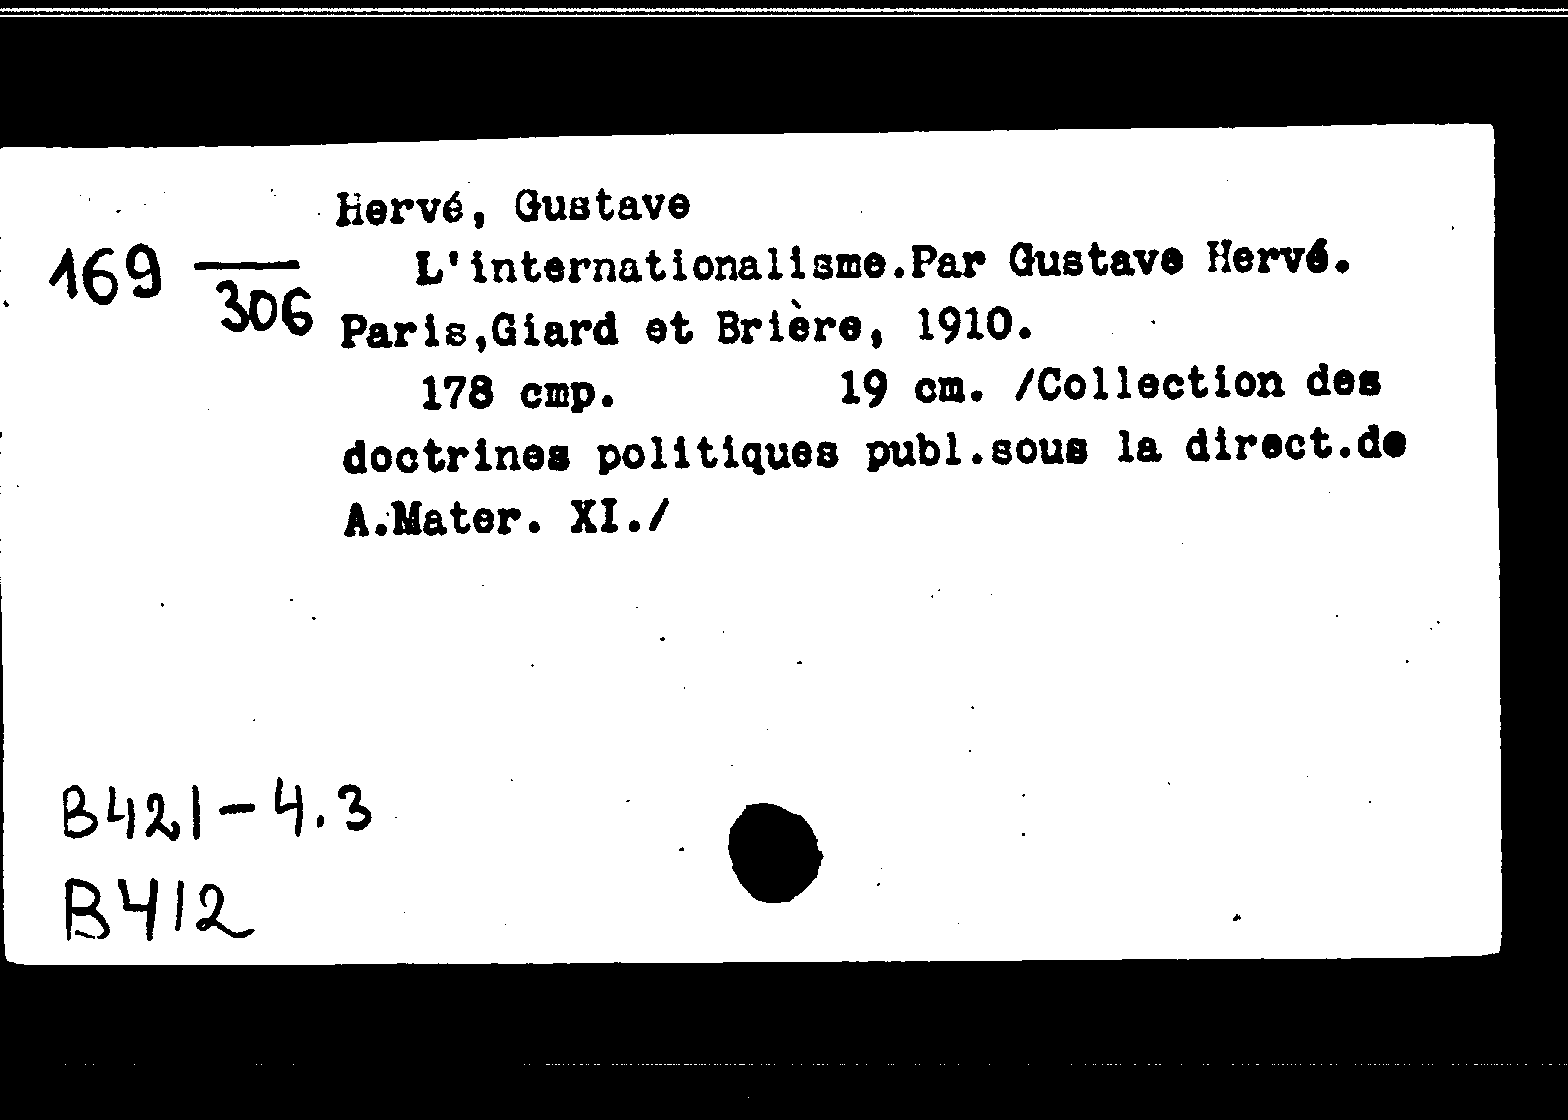 Hervé, Gustave
169 — 306
L'internationalisme.Par Gustave Hervé.
Paris,Giard et Brière, 1910.
178 cmp. 19 cm. /Collection des
doctrines politiques publ.sous la direct.de
A.Mater. XI./
B421-4.3
B412